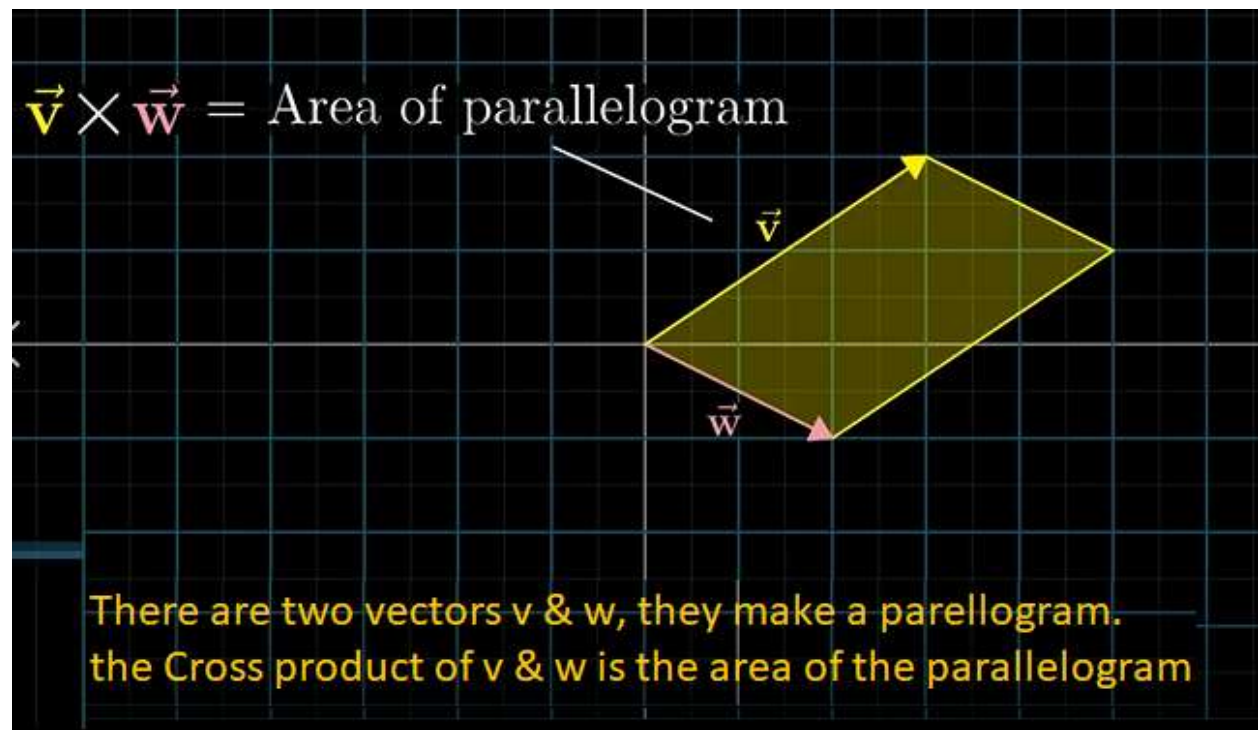 v⃗ × w⃗ = Area of parallelogram
v⃗
w⃗
There are two vectors v & w, they make a parellogram.
the Cross product of v & w is the area of the parallelogram